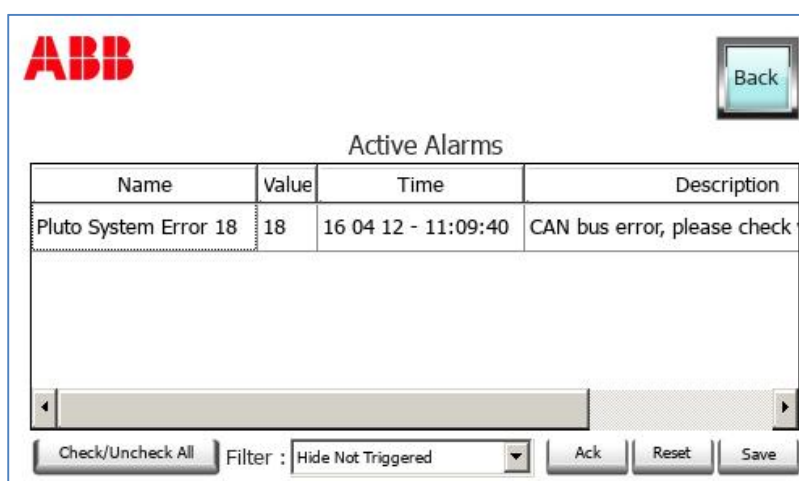 ABB
Back
Active Alarms
Name Value Time Description
Pluto System Error 18 18 16 04 12 - 11:09:40 CAN bus error, please check
Check/Uncheck All Filter : Hide Not Triggered Ack Reset Save